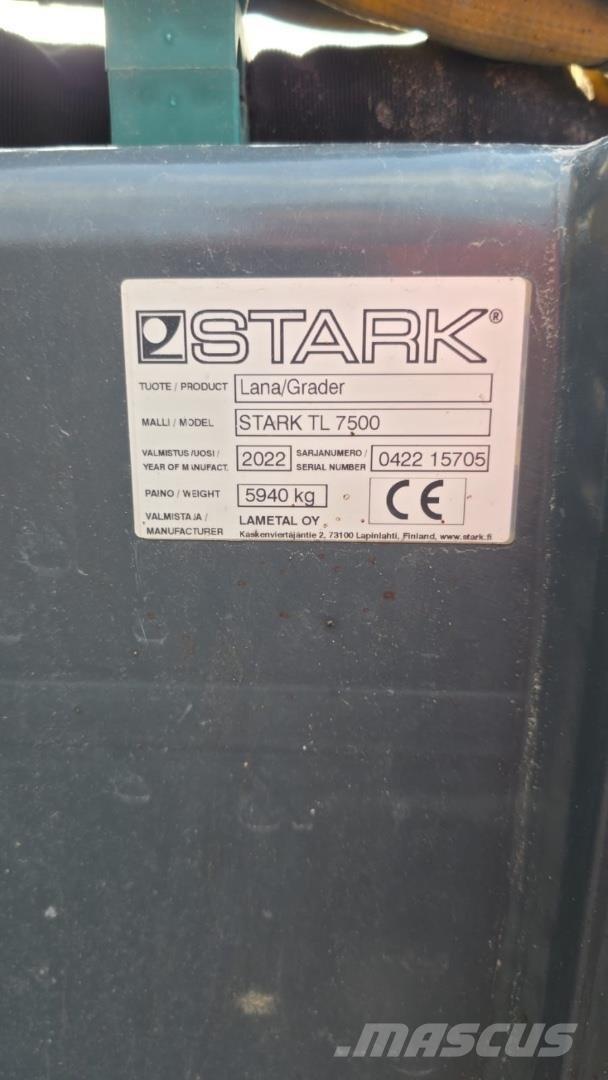 STARK®
TUOTE / PRODUCT Lana/Grader
MALLI / MODEL STARK TL 7500
VALMISTUSVUOSI / YEAR OF MANUFACT. 2022 SARJANUMERO / SERIAL NUMBER 0422 15705
PAINO / WEIGHT 5940 kg CE
VALMISTAJA / MANUFACTURER LAMETAL OY
Kaskenviertäjäntie 2, 73100 Lapinlahti, Finland, www.stark.fi
MASCUS